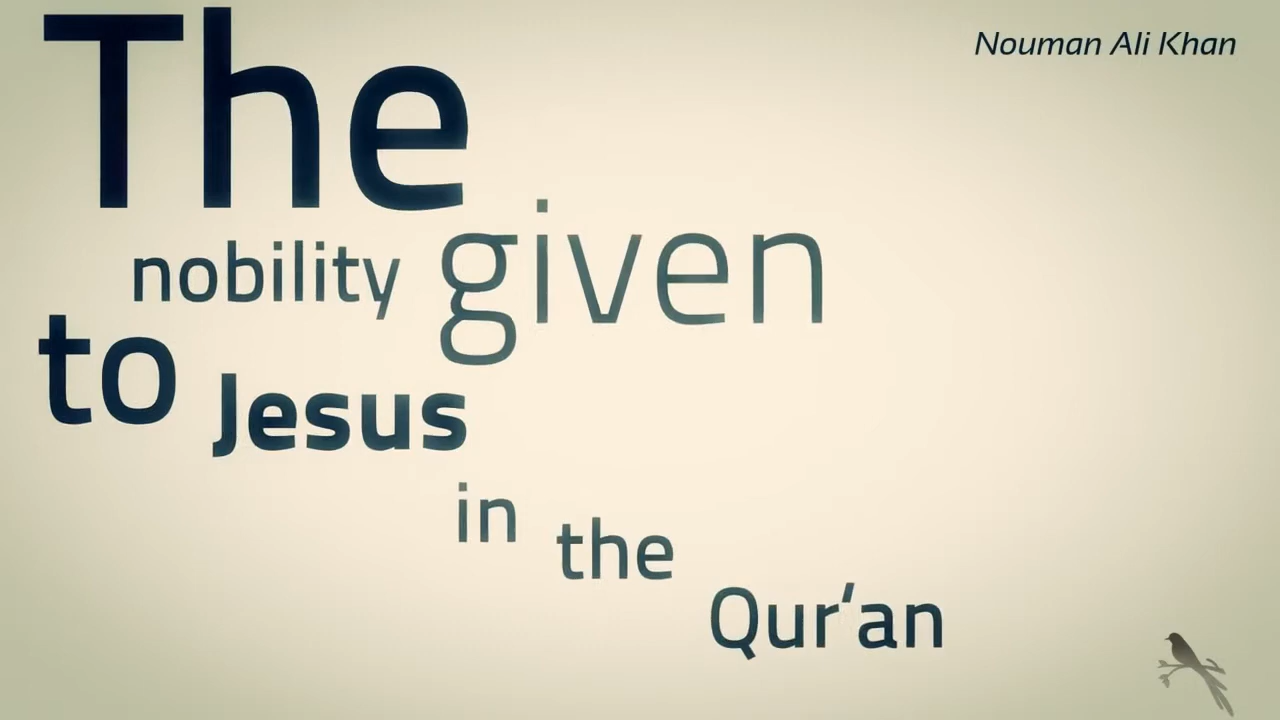 Nouman Ali Khan
The
nobility given
to Jesus
in the
Qur'an